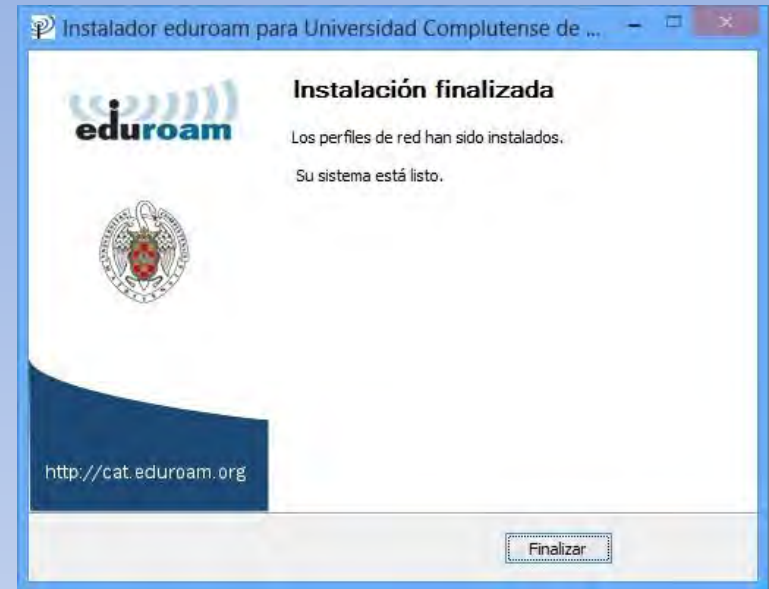 Instalador eduroam para Universidad Complutense de ...
eduroam
Instalación finalizada
Los perfiles de red han sido instalados.
Su sistema está listo.
http://cat.eduroam.org
Finalizar